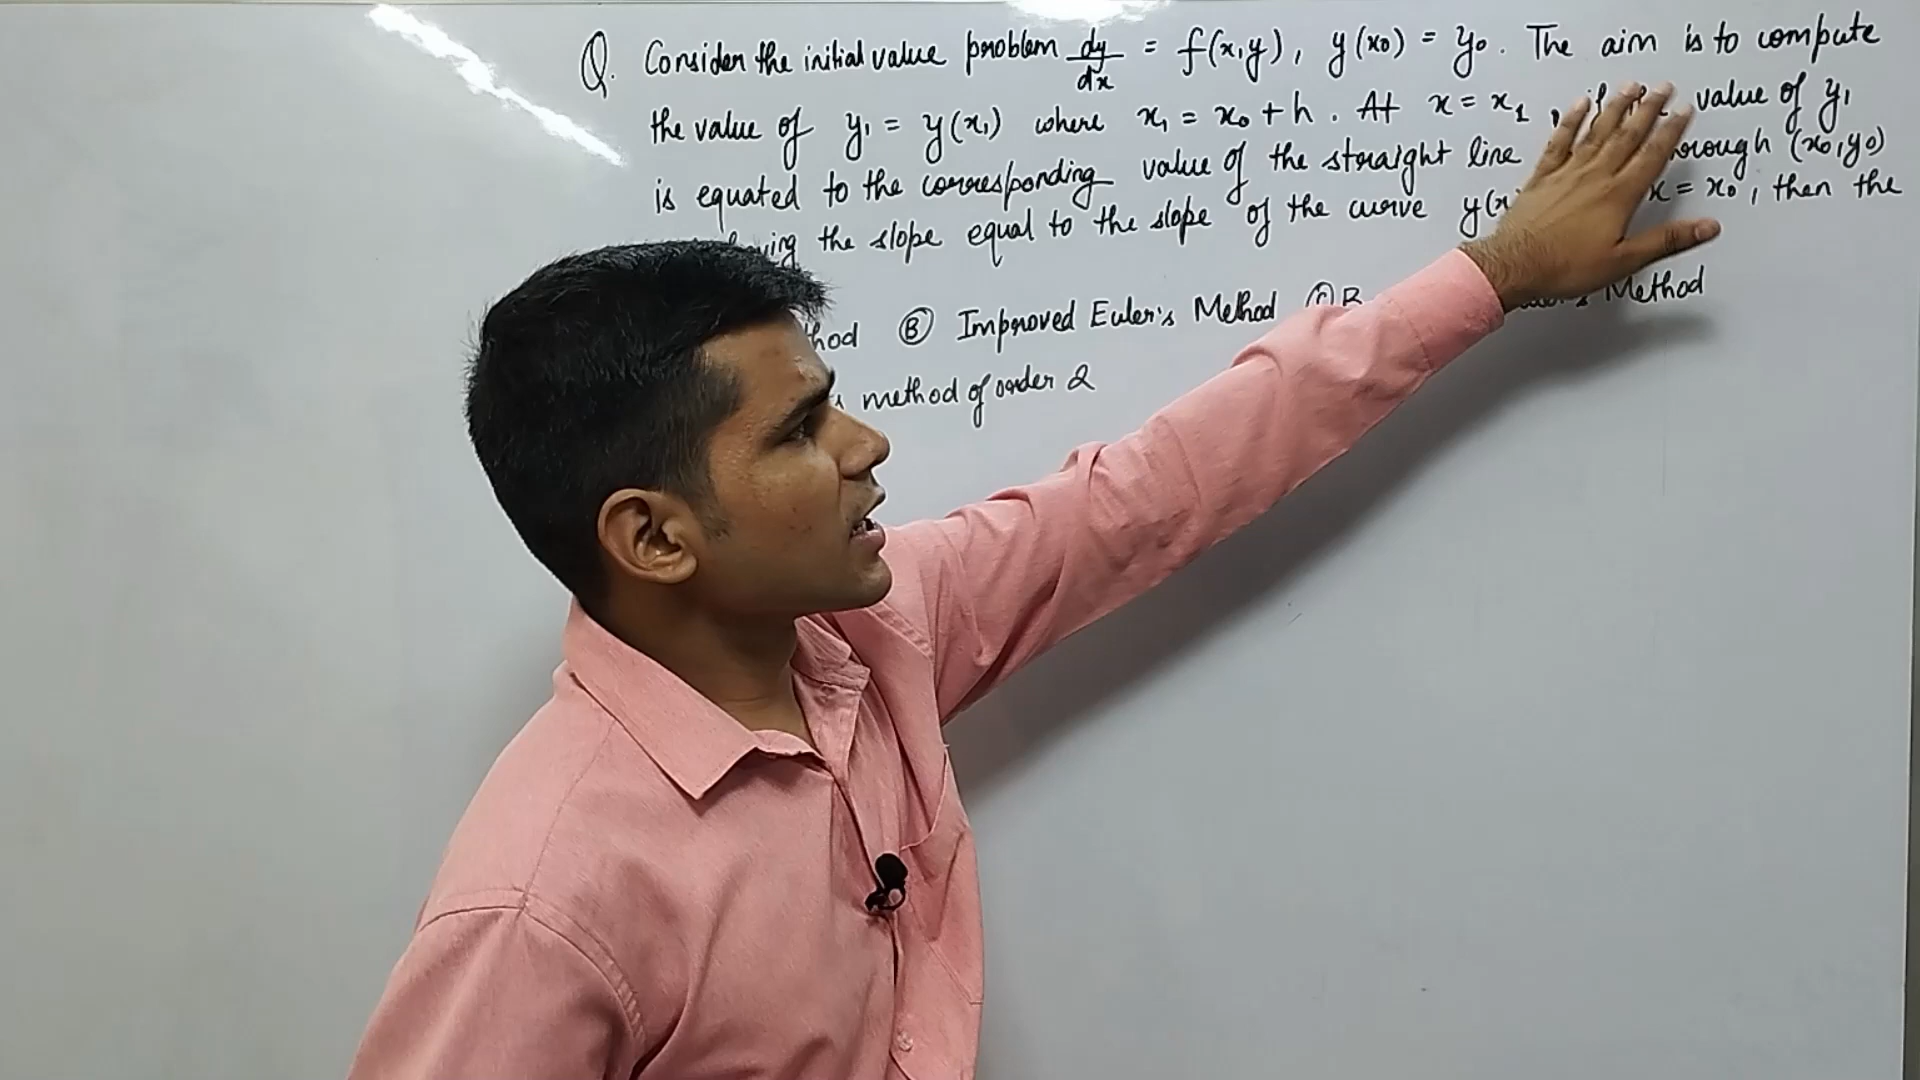 Q. Consider the initial value problem dy/dx = f(x,y), y(x₀) = y₀. The aim is to compute
the value of y₁ = y(x₁) where x₁ = x₀ + h. At x = x₁, if the value of y₁
is equated to the corresponding value of the straight line through (x₀,y₀)
the slope equal to the slope of the curve y(x) x = x₀, then the
Ⓑ Improved Euler's Method Ⓒ Method
method of order 2